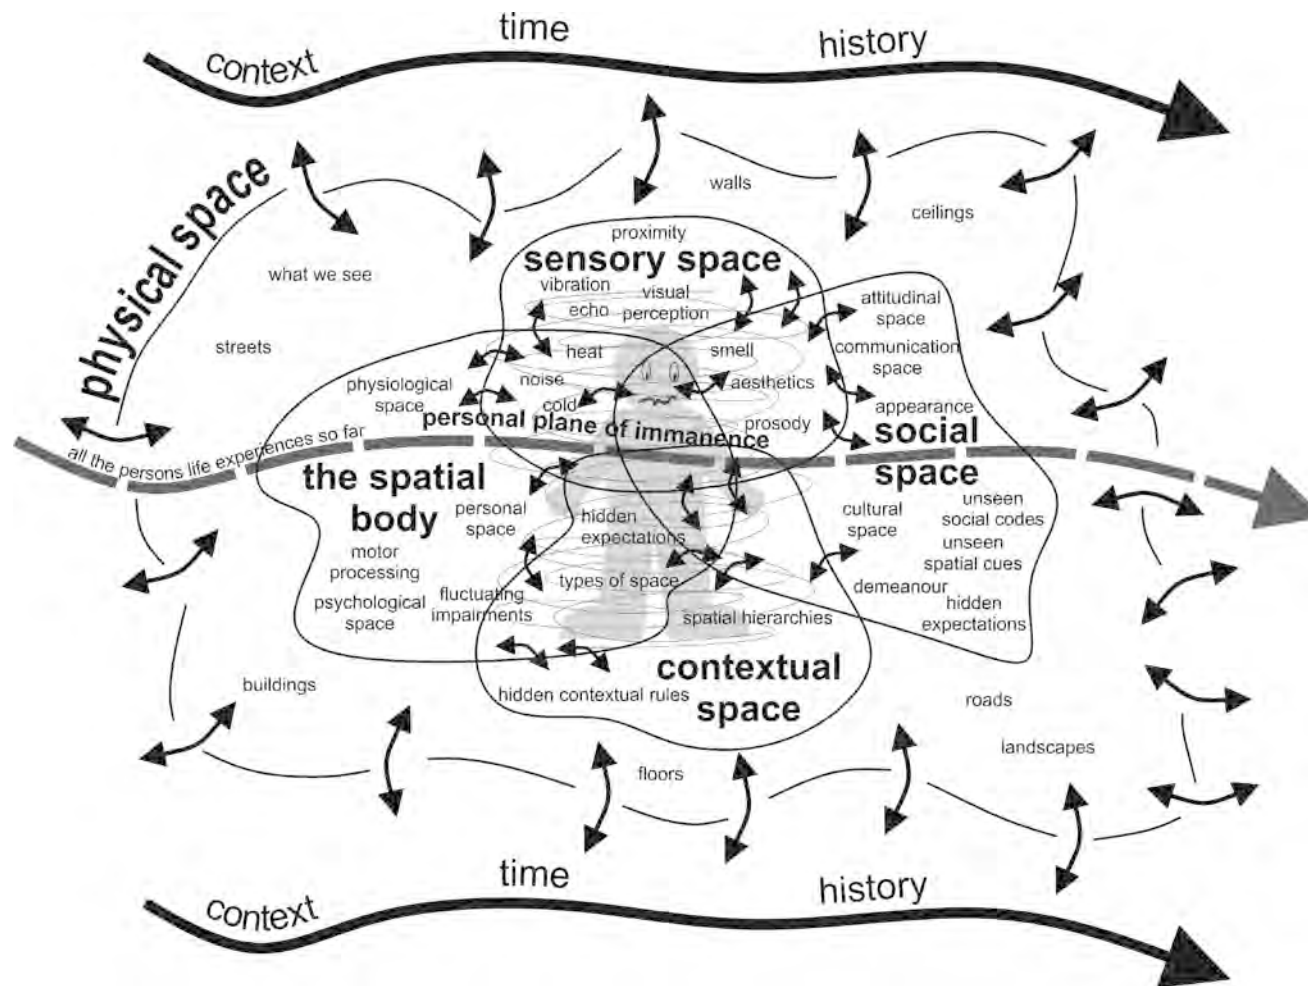 context
time
history
physical space
walls
ceilings
what we see
streets
proximity
sensory space
vibration
visual
perception
echo
heat
smell
noise
cold
aesthetics
prosody
attitudinal
space
communication
space
appearance
social
space
physiological
space
personal plane of immanence
all the persons life experiences so far
the spatial
body
personal
space
motor
processing
psychological
space
fluctuating
impairments
hidden
expectations
types of space
spatial hierarchies
cultural
space
unseen
social codes
unseen
spatial cues
demeanour
hidden
expectations
contextual
space
hidden contextual rules
buildings
roads
landscapes
floors
context
time
history